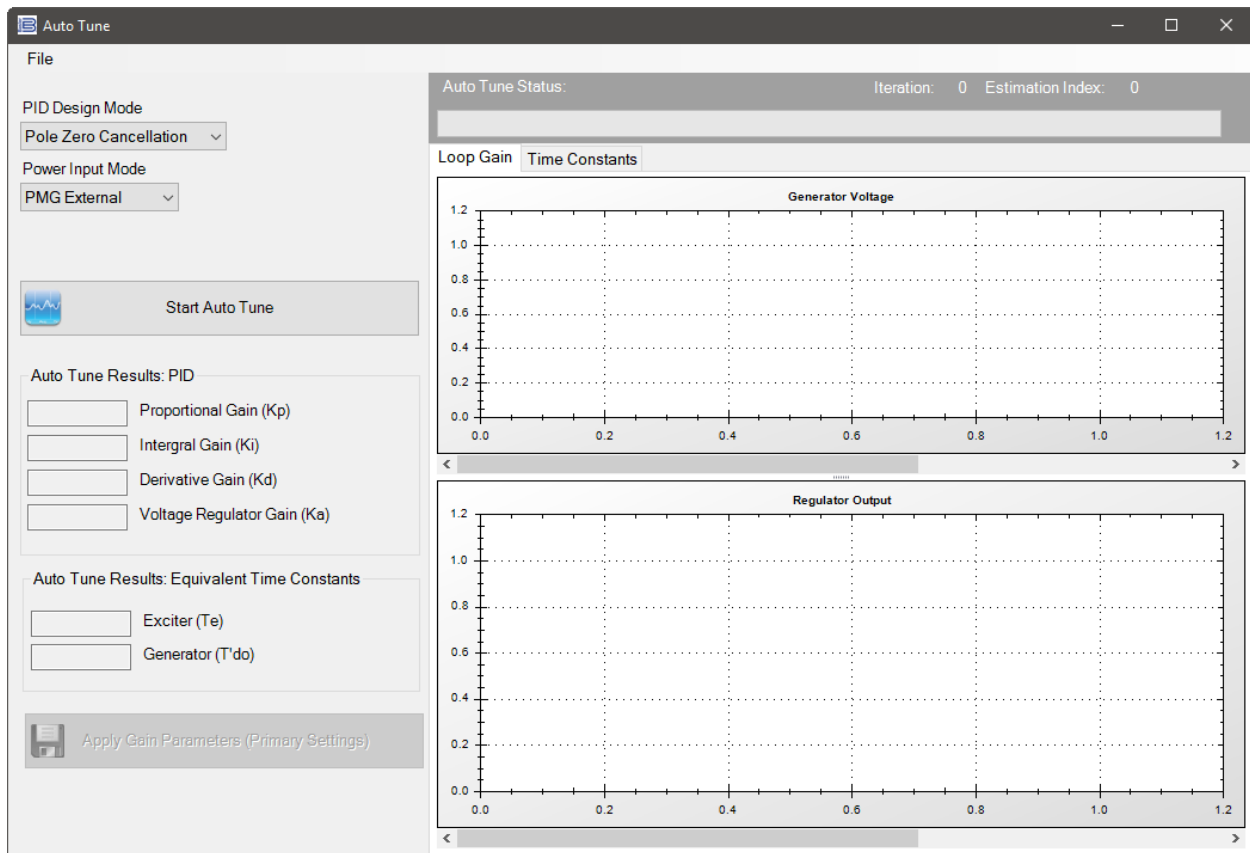 Auto Tune
File
PID Design Mode
Pole Zero Cancellation
Power Input Mode
PMG External
Start Auto Tune
Auto Tune Results: PID
Proportional Gain (Kp)
Intergral Gain (Ki)
Derivative Gain (Kd)
Voltage Regulator Gain (Ka)
Auto Tune Results: Equivalent Time Constants
Exciter (Te)
Generator (T'do)
Apply Gain Parameters (Primary Settings)
Auto Tune Status: Iteration: 0 Estimation Index: 0
Loop Gain Time Constants
Generator Voltage
1.2
1.0
0.8
0.6
0.4
0.2
0.0
0.0 0.2 0.4 0.6 0.8 1.0 1.2
Regulator Output
1.2
1.0
0.8
0.6
0.4
0.2
0.0
0.0 0.2 0.4 0.6 0.8 1.0 1.2